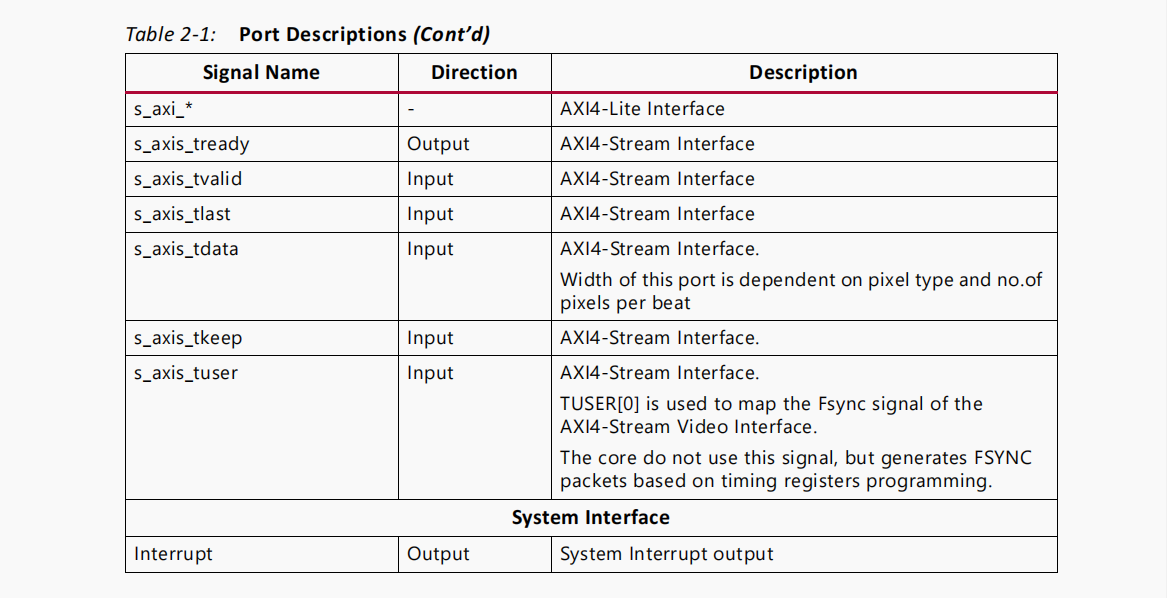 Table 2-1: Port Descriptions (Cont’d)
Signal Name Direction Description
s_axi_* - AXI4-Lite Interface
s_axis_tready Output AXI4-Stream Interface
s_axis_tvalid Input AXI4-Stream Interface
s_axis_tlast Input AXI4-Stream Interface
s_axis_tdata Input AXI4-Stream Interface.
Width of this port is dependent on pixel type and no.of
pixels per beat
s_axis_tkeep Input AXI4-Stream Interface.
s_axis_tuser Input AXI4-Stream Interface.
TUSER[0] is used to map the Fsync signal of the
AXI4-Stream Video Interface.
The core do not use this signal, but generates FSYNC
packets based on timing registers programming.
System Interface
Interrupt Output System Interrupt output